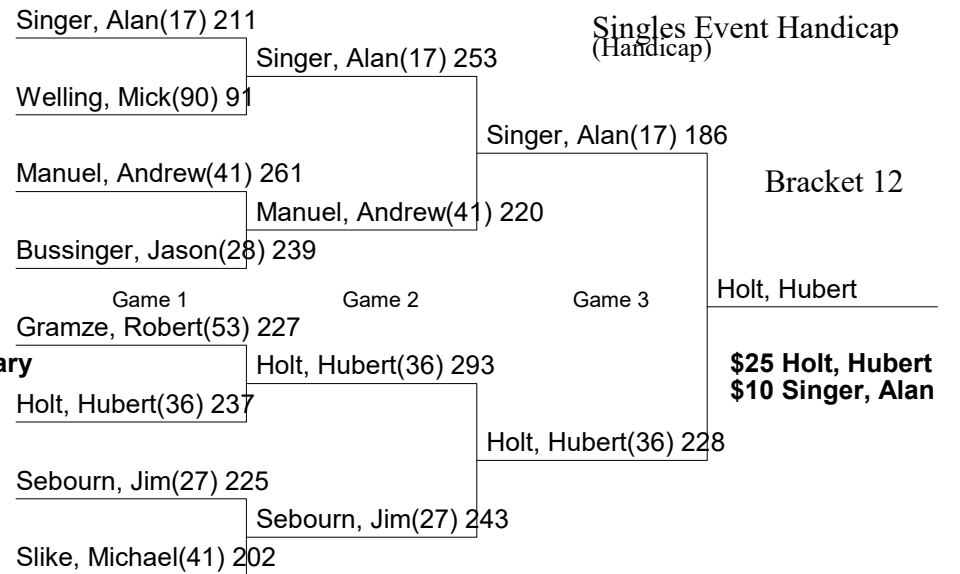 Singer, Alan(17) 211
Singles Event Handicap
(Handicap)
Singer, Alan(17) 253
Welling, Mick(90) 91
Singer, Alan(17) 186
Manuel, Andrew(41) 261
Bracket 12
Manuel, Andrew(41) 220
Bussinger, Jason(28) 239
Game 1
Game 2
Game 3
Holt, Hubert
Gramze, Robert(53) 227
ary
Holt, Hubert(36) 293
$25 Holt, Hubert
$10 Singer, Alan
Holt, Hubert(36) 237
Holt, Hubert(36) 228
Sebourn, Jim(27) 225
Sebourn, Jim(27) 243
Slike, Michael(41) 202